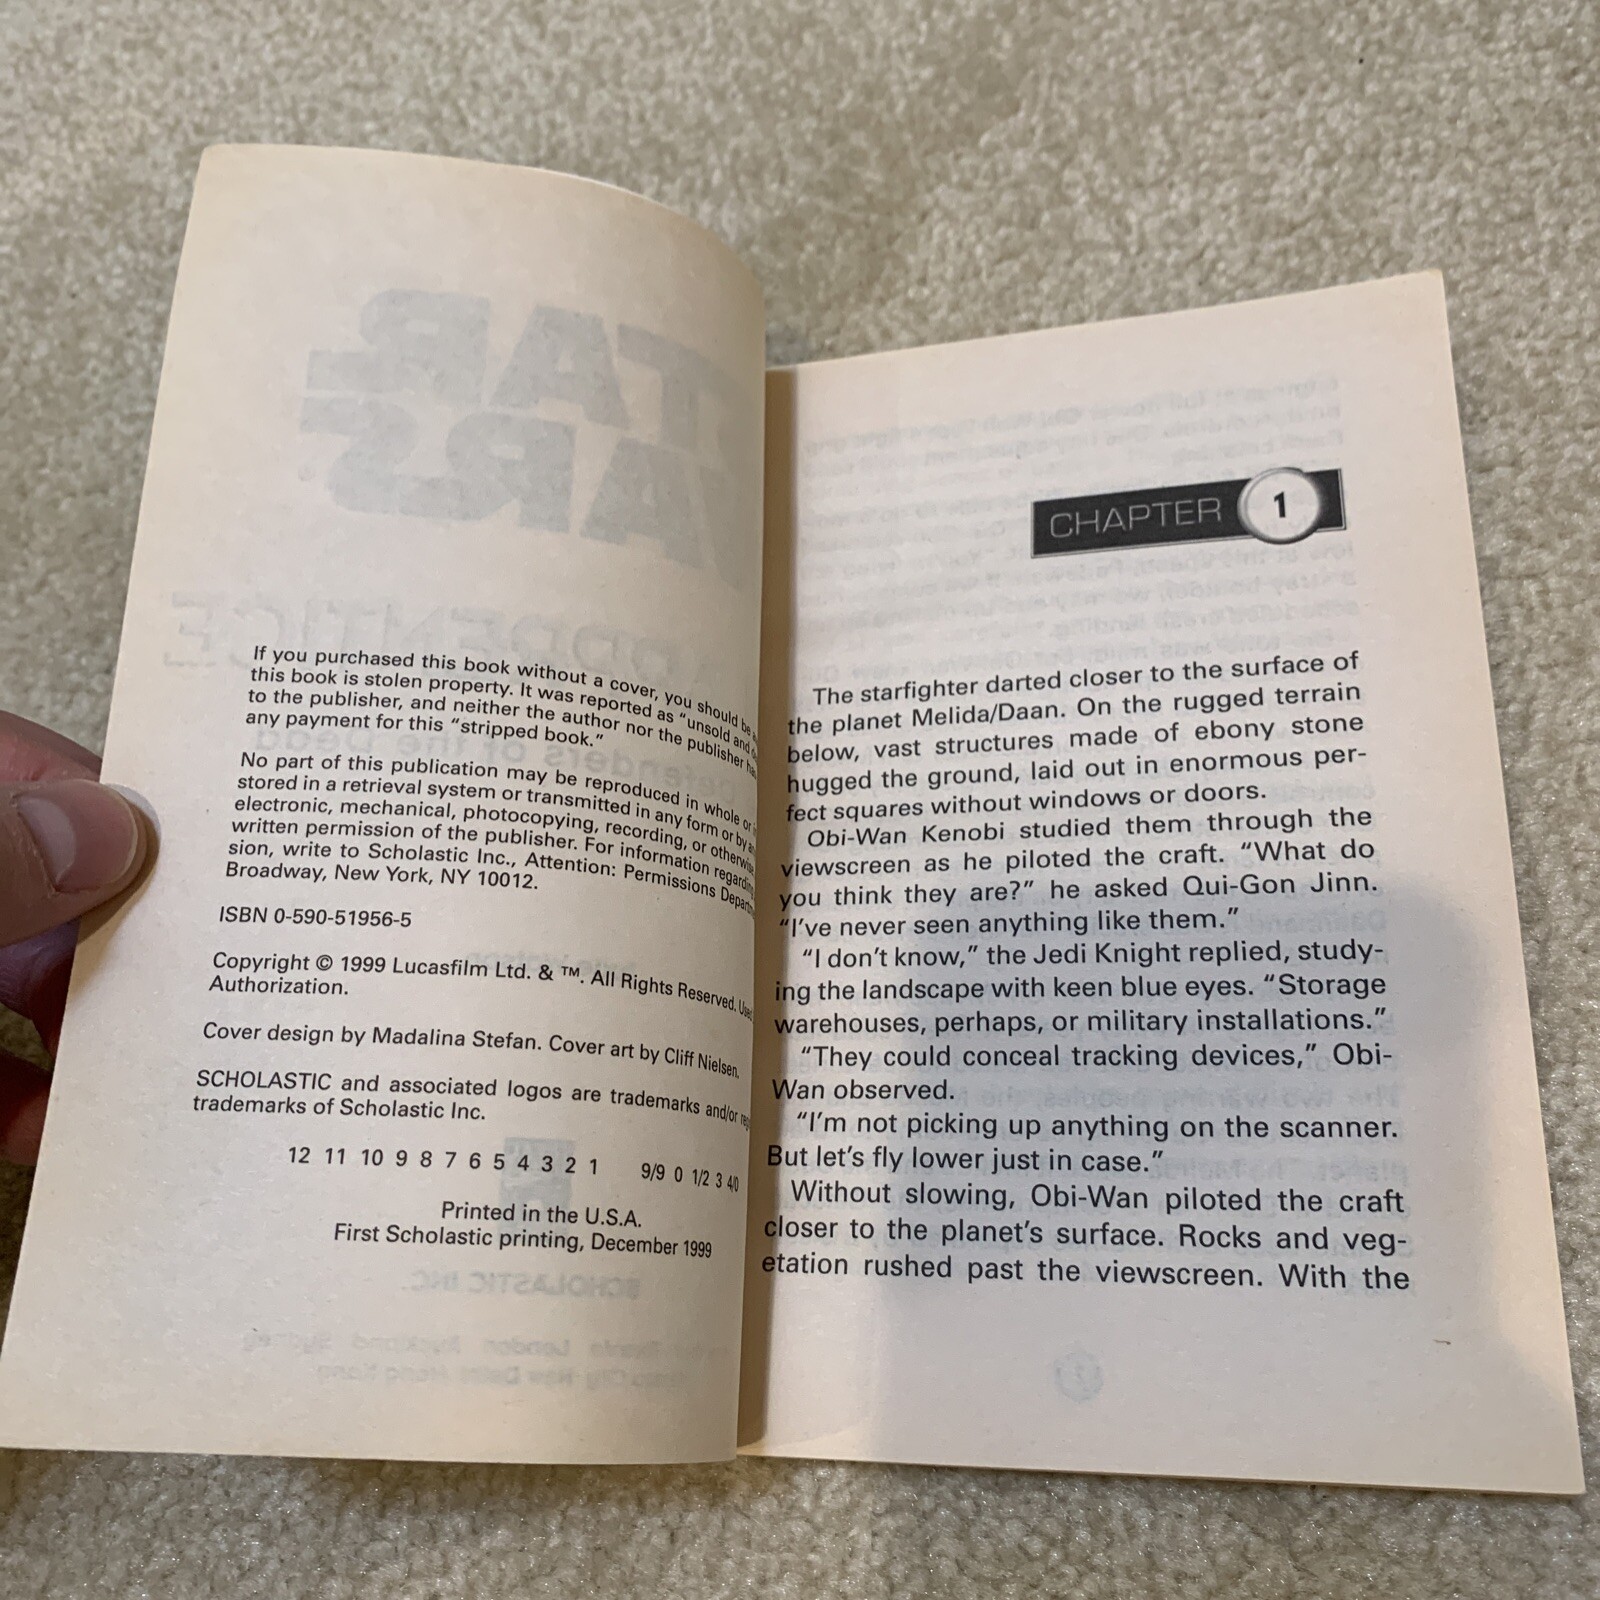 If you purchased this book without a cover, you should be
this book is stolen property. It was reported as "unsold and
to the publisher, and neither the author nor the publisher
any payment for this "stripped book."
No part of this publication may be reproduced in whole or
stored in a retrieval system or transmitted in any form or by
electronic, mechanical, photocopying, recording, or otherwise,
written permission of the publisher. For information regarding
sion, write to Scholastic Inc., Attention: Permissions
Broadway, New York, NY 10012.
ISBN 0-590-51956-5
Copyright © 1999 Lucasfilm Ltd. & ™. All Rights Reserved.
Authorization.
Cover design by Madalina Stefan. Cover art by Cliff Nielsen.
SCHOLASTIC and associated logos are trademarks and/or
trademarks of Scholastic Inc.
12 11 10 9 8 7 6 5 4 3 2 1 9/9 0 1/2 3 4/0
Printed in the U.S.A.
First Scholastic printing, December 1999
CHAPTER 1
The starfighter darted closer to the surface of
the planet Melida/Daan. On the rugged terrain
below, vast structures made of ebony stone
hugged the ground, laid out in enormous per-
fect squares without windows or doors.
Obi-Wan Kenobi studied them through the
viewscreen as he piloted the craft. "What do
you think they are?" he asked Qui-Gon Jinn.
"I've never seen anything like them."
"I don't know," the Jedi Knight replied, study-
ing the landscape with keen blue eyes. "Storage
warehouses, perhaps, or military installations."
"They could conceal tracking devices," Obi-
Wan observed.
"I'm not picking up anything on the scanner.
But let's fly lower just in case."
Without slowing, Obi-Wan piloted the craft
closer to the planet's surface. Rocks and veg-
etation rushed past the viewscreen. With the